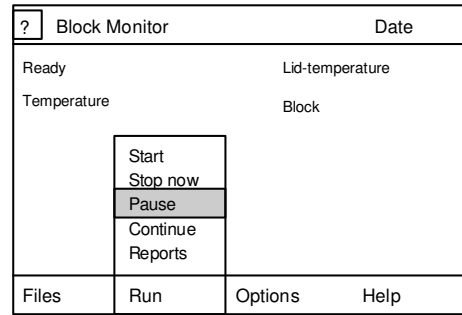 ? Block Monitor Date
Ready Lid-temperature
Temperature Block
Start
Stop now
Pause
Continue
Reports
Files Run Options Help